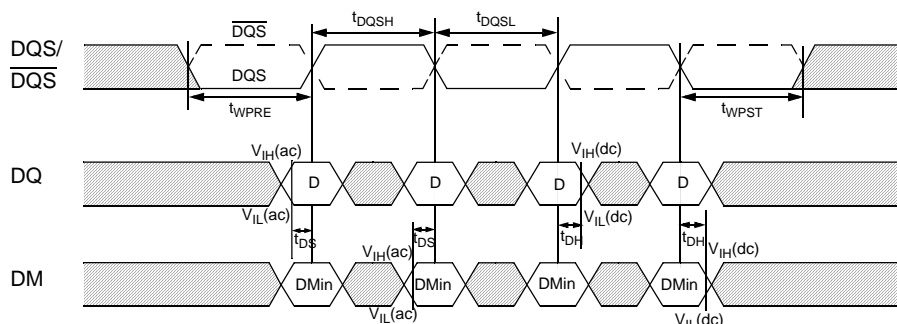 tDQSH tDQSL
DQS
DQS/
DQS
DQS
tWPRE tWPST
VIH(ac) VIH(dc)
DQ D D D D
VIL(ac) VIL(dc)
tDS VIH(ac) tDS tDH tDH VIH(dc)
DM DMin DMin DMin DMin
VIL(ac) VIL(dc)